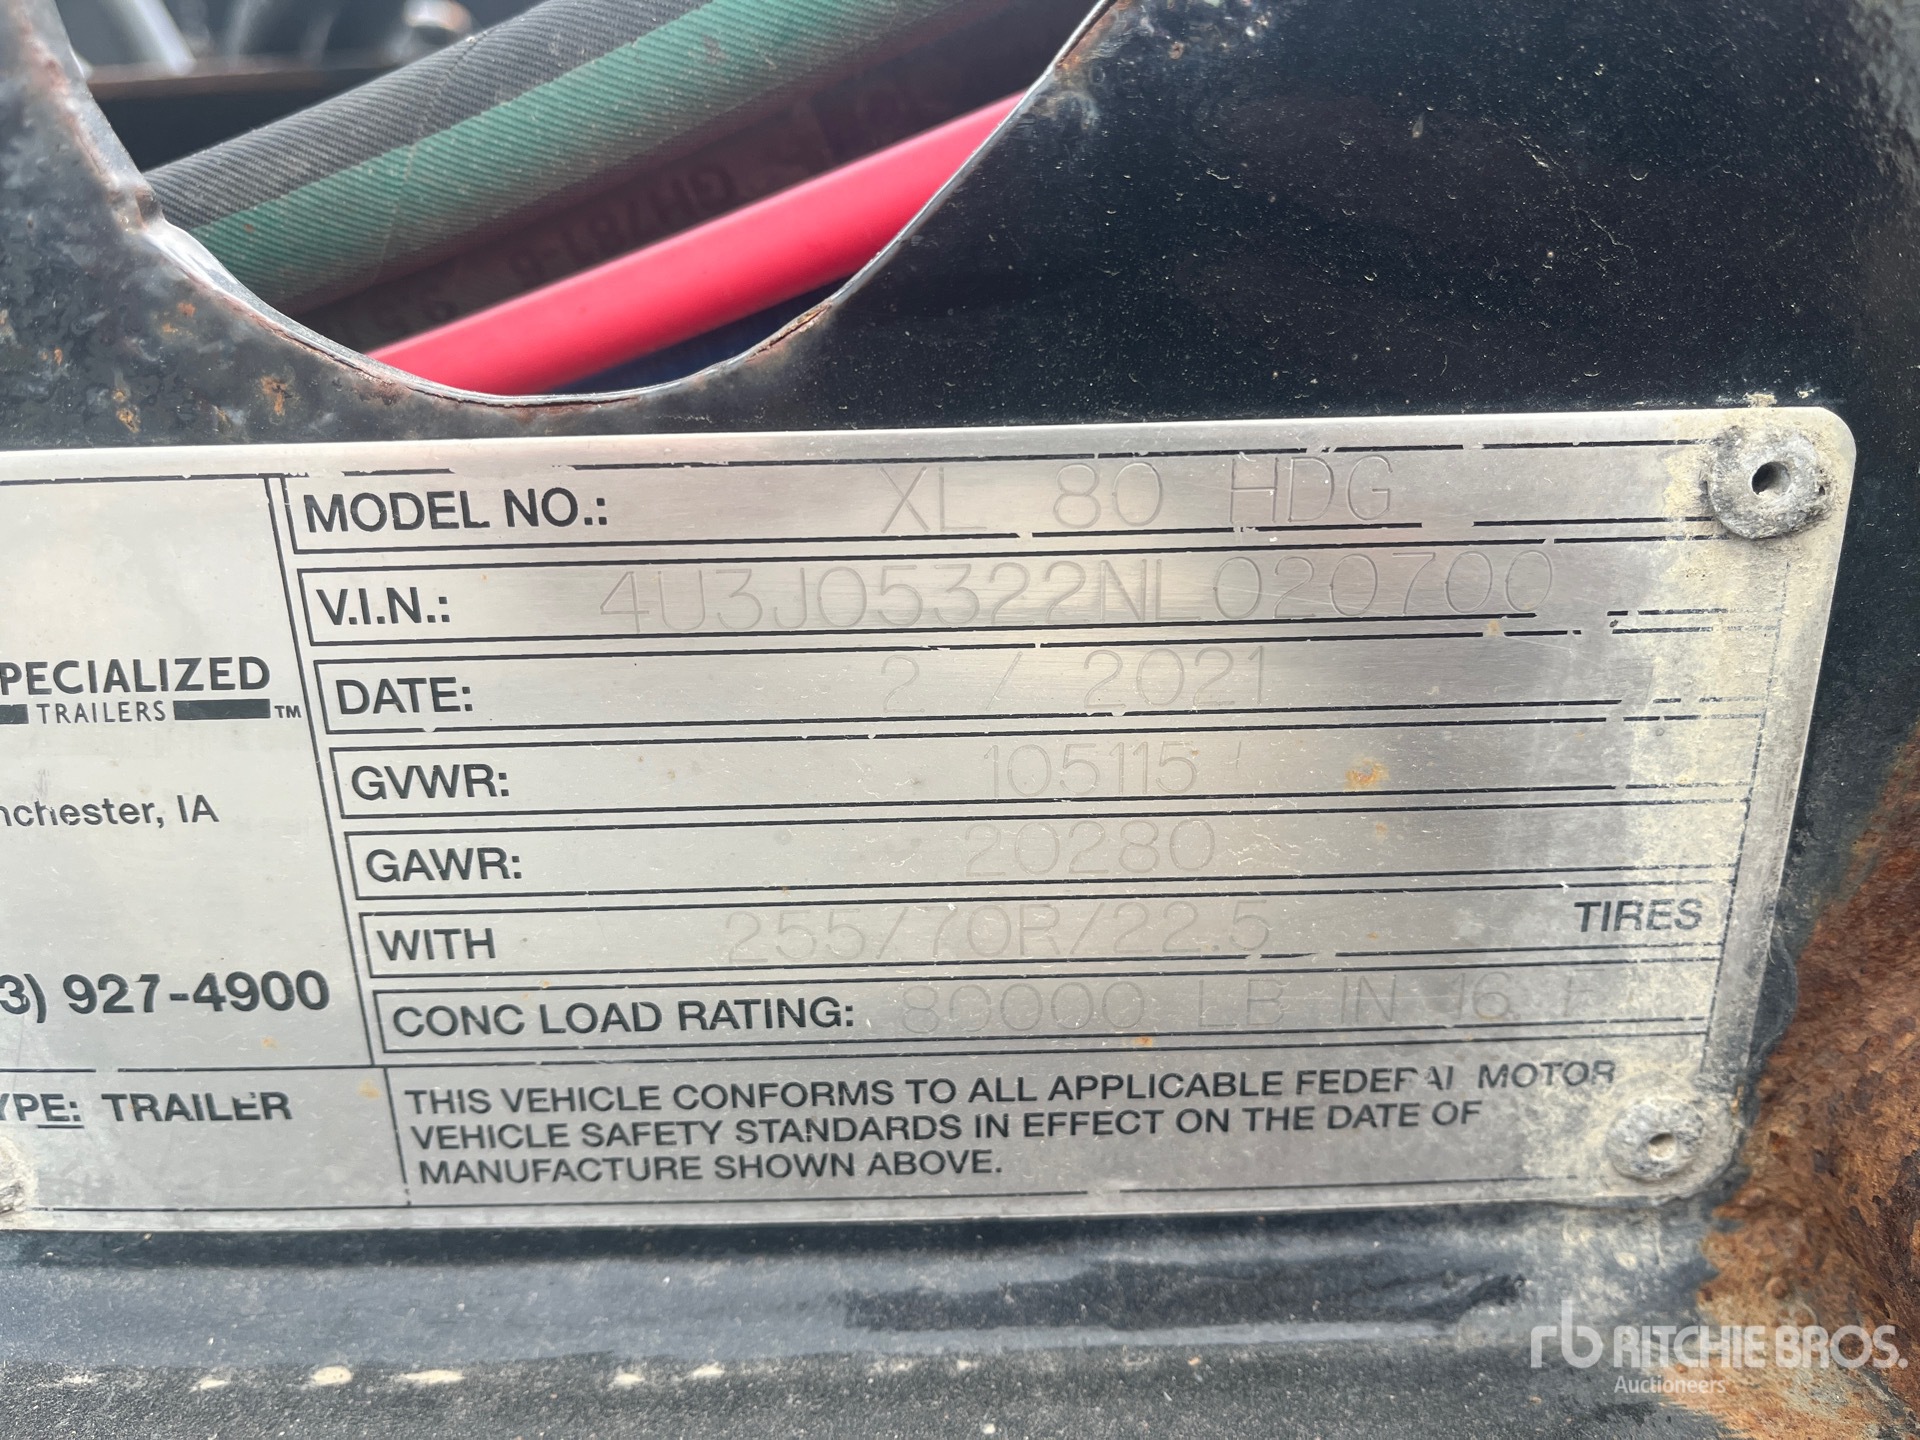 MODEL NO.: XL 80 HDG
V.I.N.: 4U3J05322NL020700
DATE: 2 / 2021
GVWR: 105115
GAWR: 20280
WITH 255/70R/22.5 TIRES
CONC LOAD RATING: 80000 LB IN 16 F
PECIALIZED
TRAILERS TM
nchester, IA
3) 927-4900
YPE: TRAILER
THIS VEHICLE CONFORMS TO ALL APPLICABLE FEDERAL MOTOR
VEHICLE SAFETY STANDARDS IN EFFECT ON THE DATE OF
MANUFACTURE SHOWN ABOVE.
rb RITCHIE BROS.
Auctioneers